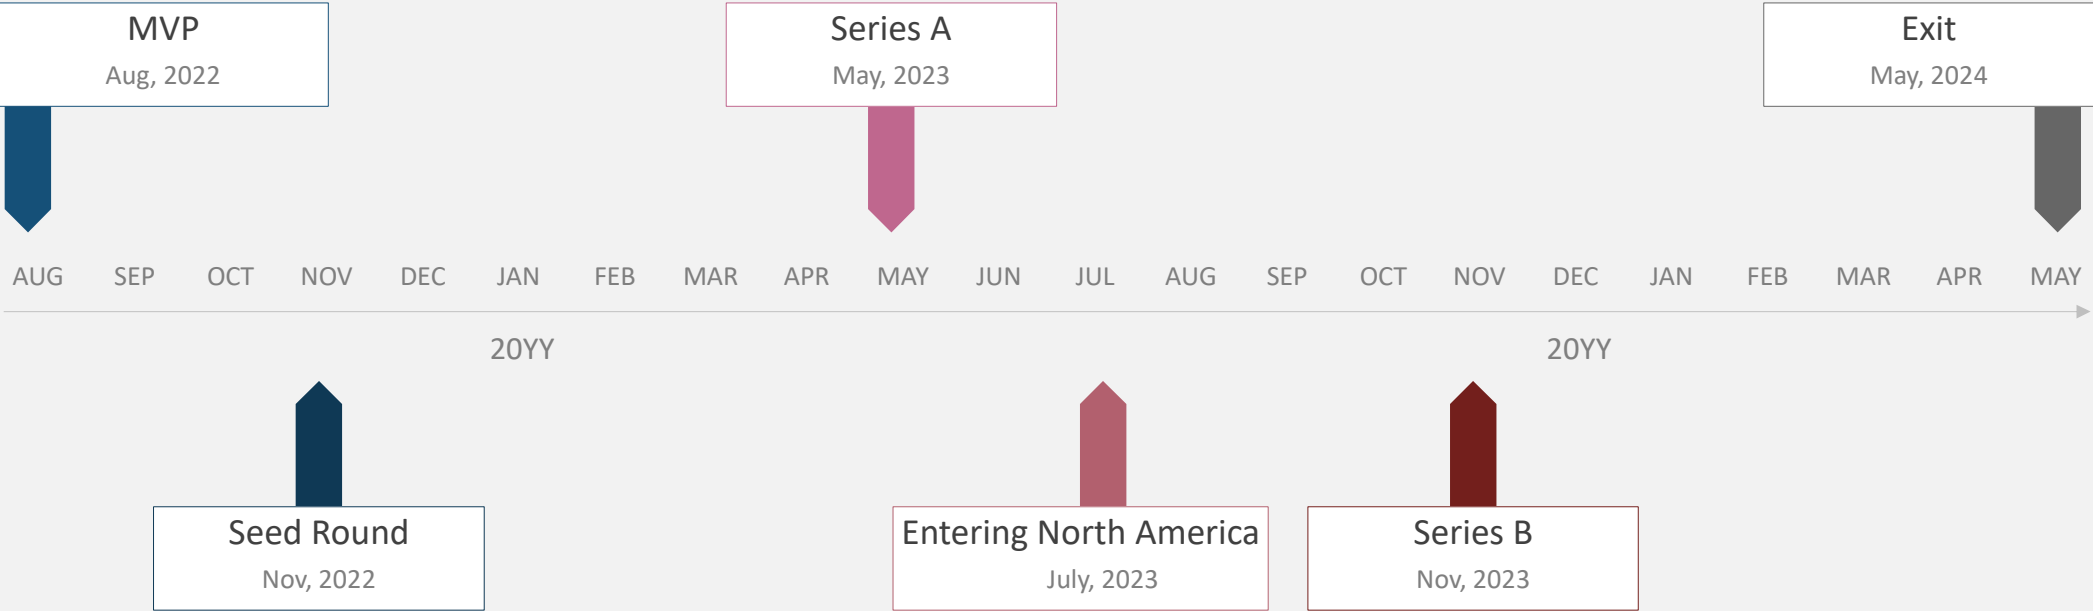 MVP
Aug, 2022
Series A
May, 2023
Exit
May, 2024
AUG SEP OCT NOV DEC JAN FEB MAR APR MAY JUN JUL AUG SEP OCT NOV DEC JAN FEB MAR APR MAY
20YY 20YY
Seed Round
Nov, 2022
Entering North America
July, 2023
Series B
Nov, 2023